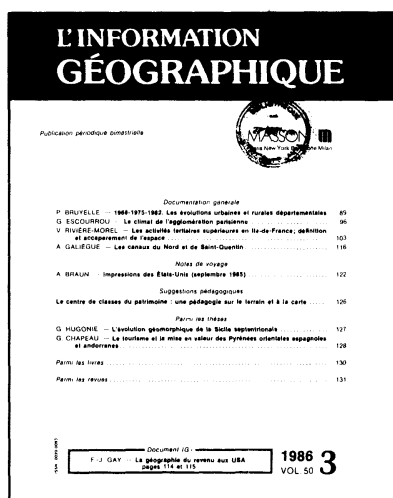 L'INFORMATION
GÉOGRAPHIQUE
Publication périodique bimestrielle
MASSON
New York Milan
Documentation générale
P. BRUYELLE — 1968-1975-1982. Les évolutions urbaines et rurales départementales 89
G. ESCOURROU — Le climat de l'agglomération parisienne 96
V. RIVIÈRE-MOREL — Les activités tertiaires supérieures en Ile-de-France; définition
et accaparement de l'espace 103
A. GALIÈGUE — Les canaux du Nord et de Saint-Quentin 116
Notes de voyage
A. BRAUN — Impressions des États-Unis (septembre 1985) 122
Suggestions pédagogiques
Le centre de classes du patrimoine : une pédagogie sur le terrain et à la carte 126
Parmi les thèses
G. HUGONIE — L'évolution géomorphique de la Sicile septentrionale 127
G. CHAPEAU — Le tourisme et la mise en valeur des Pyrénées orientales espagnoles
et andorranes 128
Parmi les livres 130
Parmi les revues 131
Document IG
F.-J. GAY — La géographie du revenu aux USA
pages 114 et 115
1986
VOL. 50 3